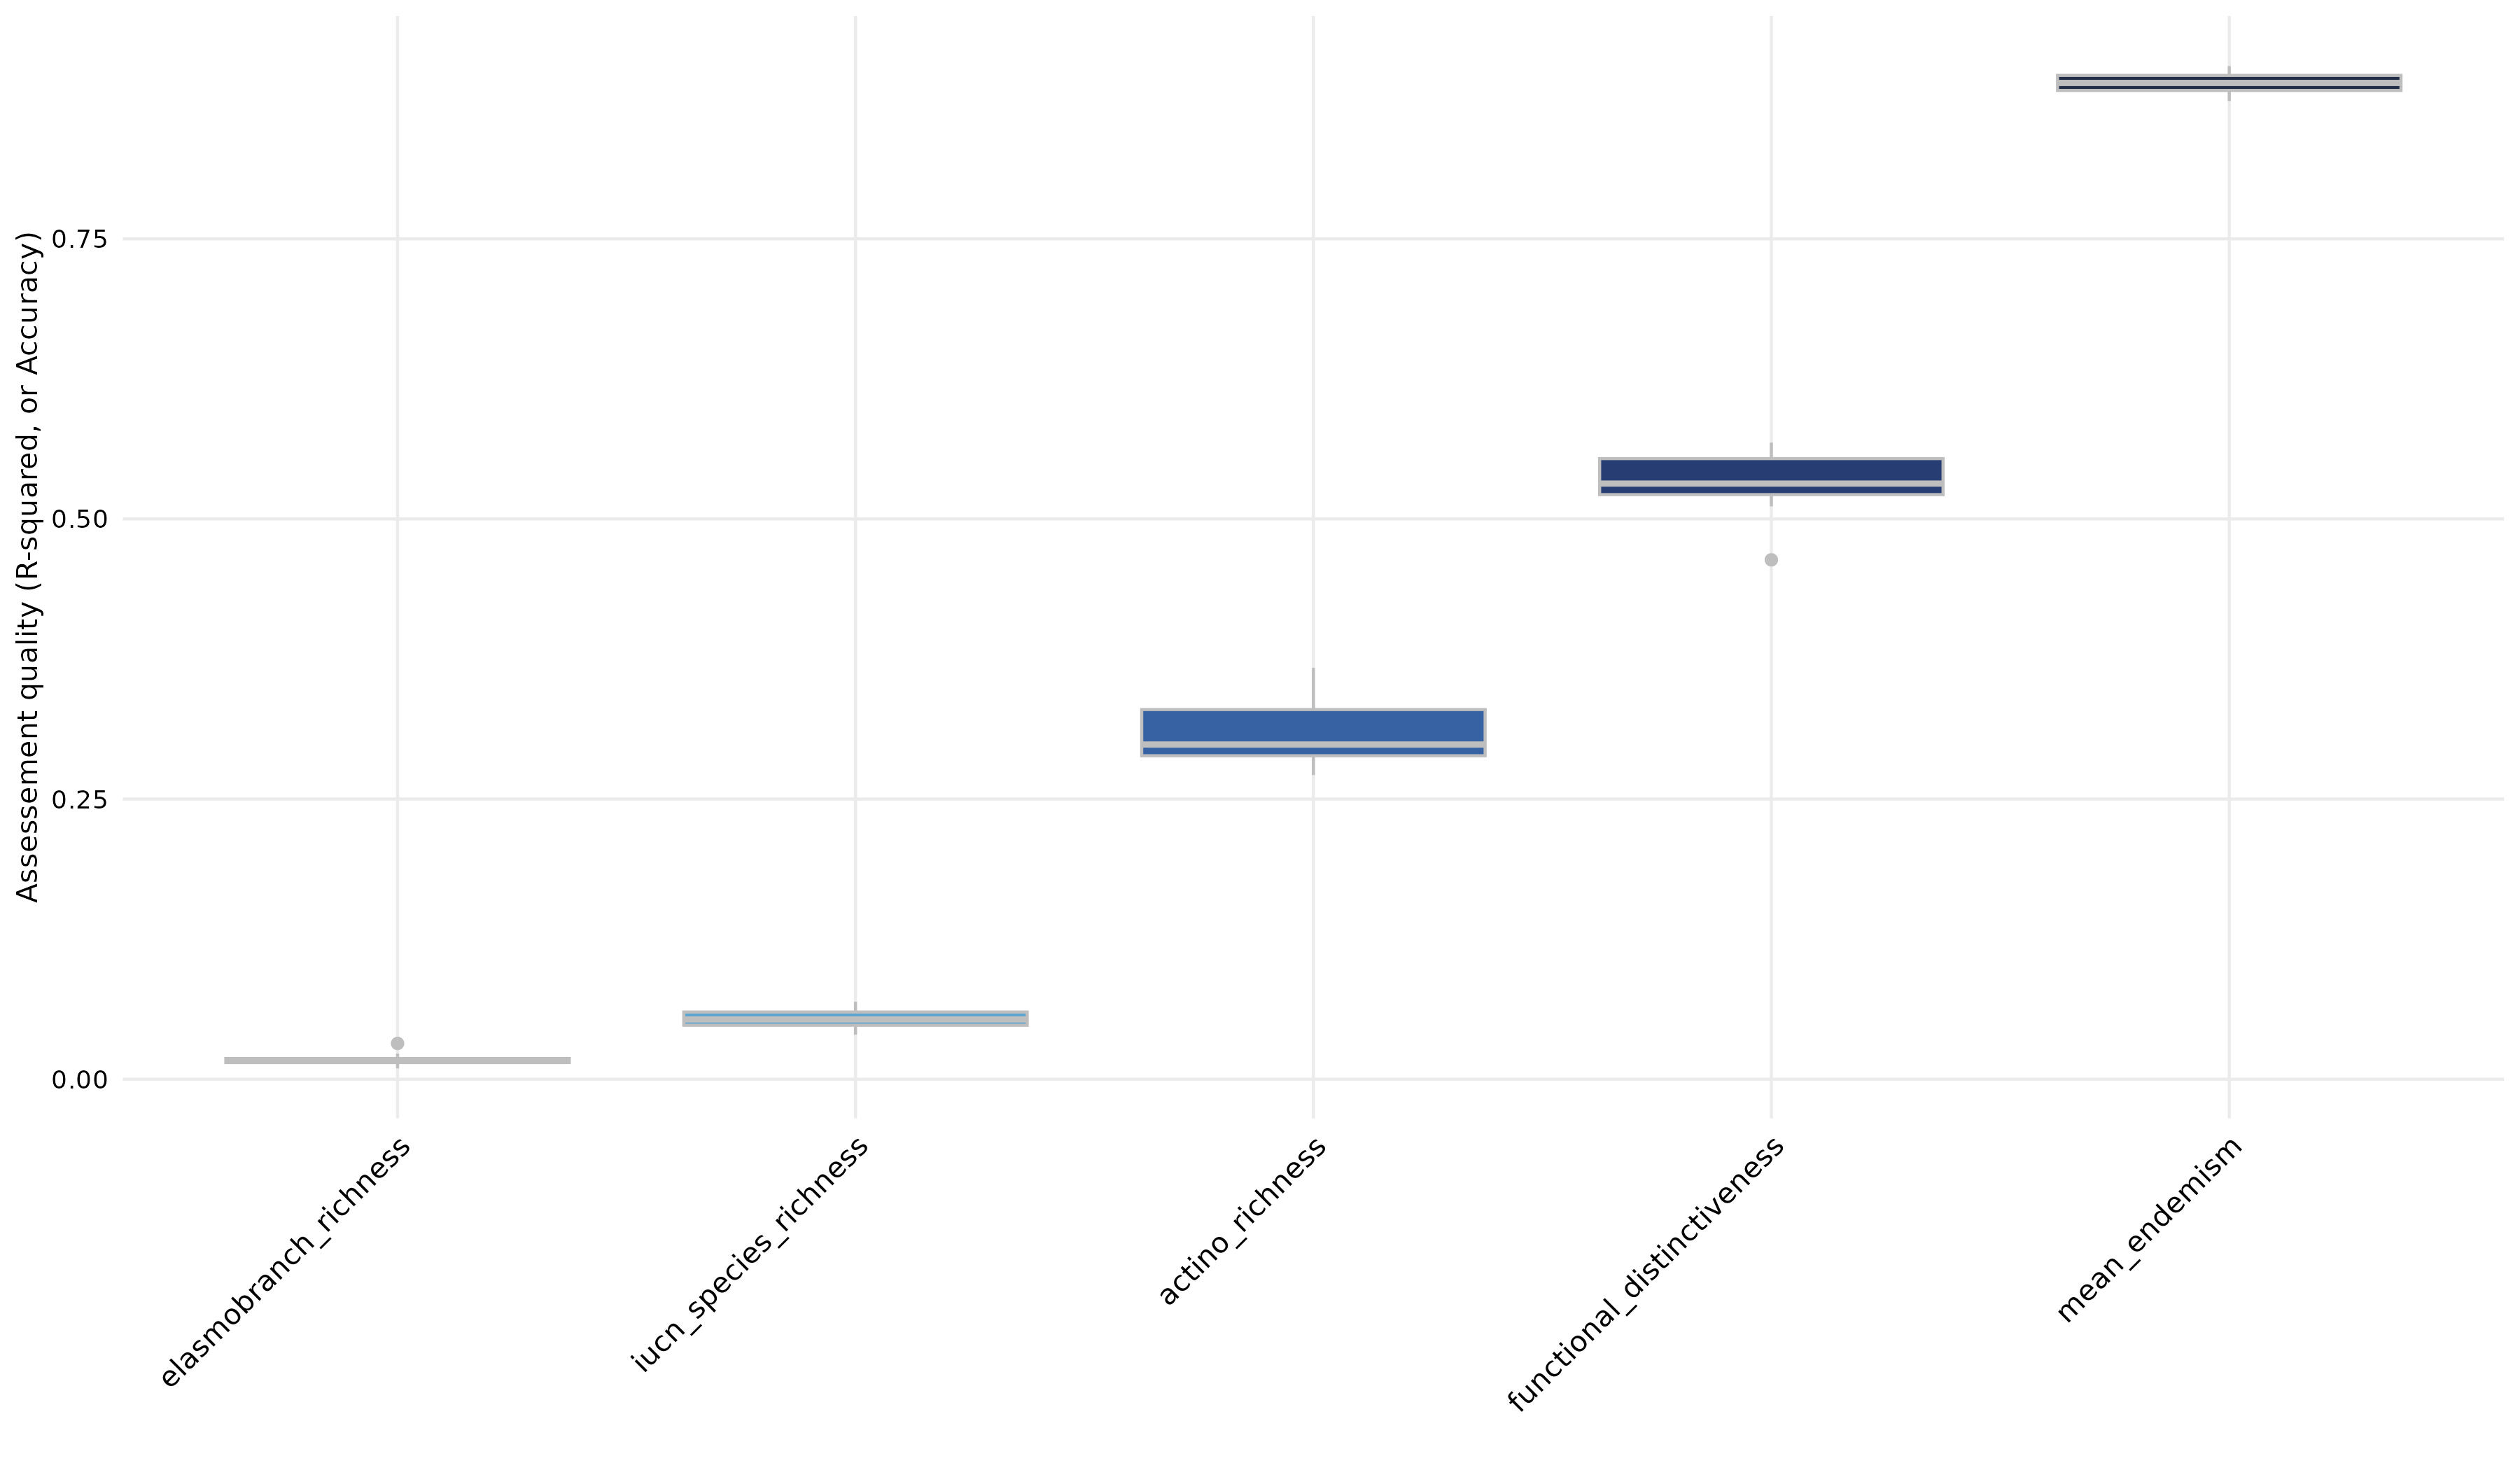 Assessement quality (R-squared, or Accuracy)
0.75
0.50
0.25
0.00
elasmobranch_richness
iucn_species_richness
actino_richness
functional_distinctiveness
mean_endemism